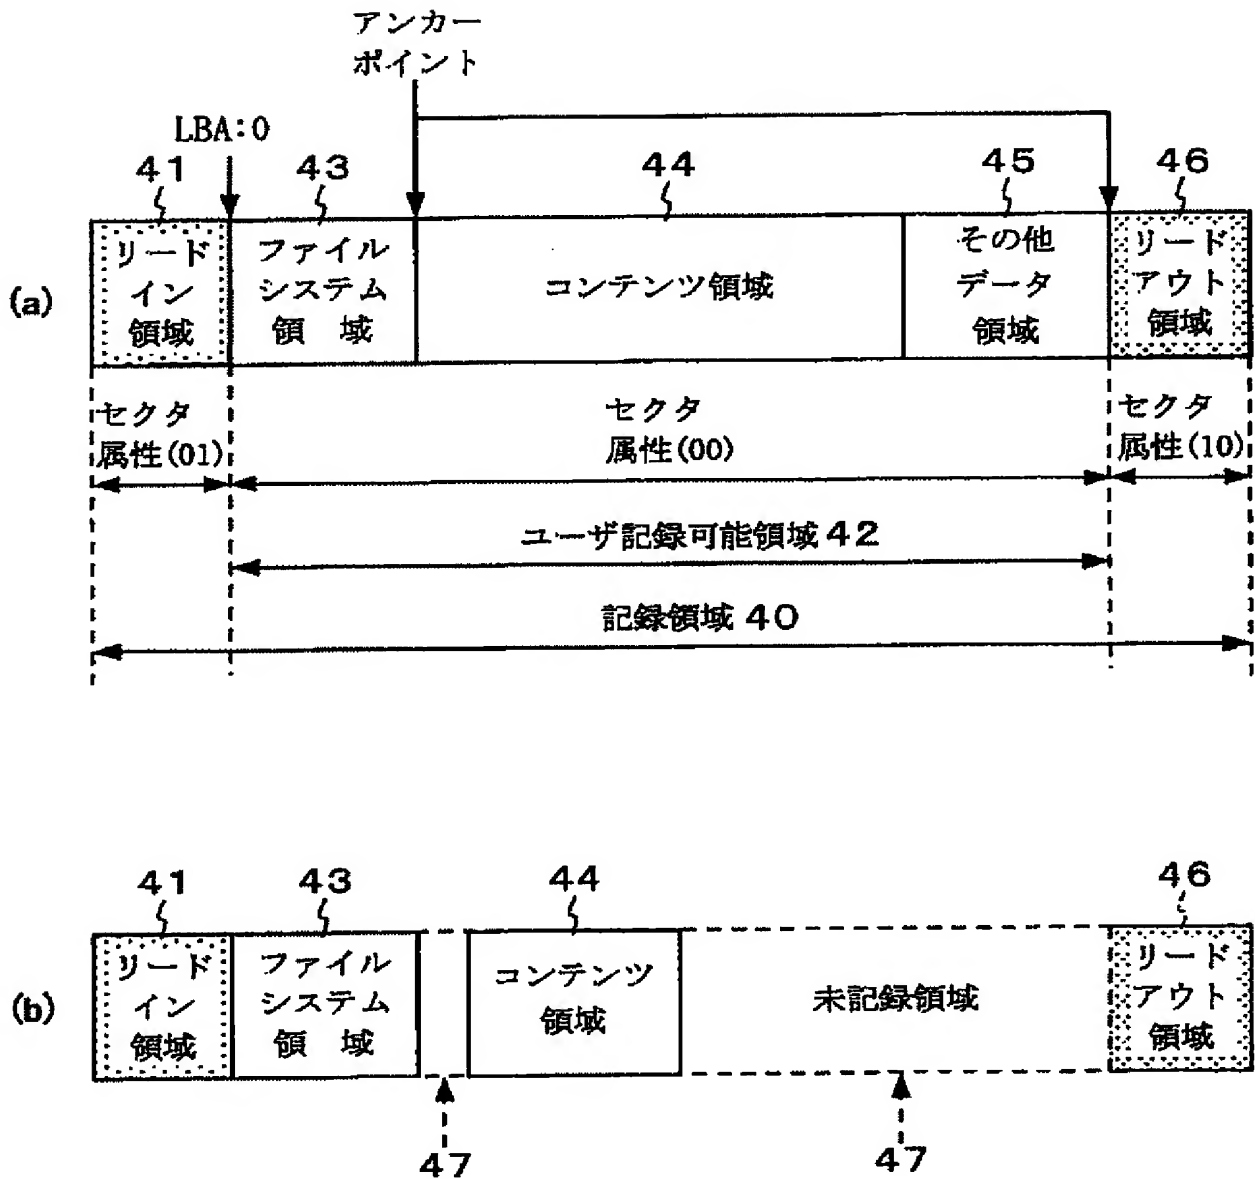 アンカー
ポイント
LBA:0
41
43
44
45
46
(a)
リード
イン
領域
ファイル
システム
領 域
コンテンツ領域
その他
データ
領域
リード
アウト
領域
セクタ
属性(01)
セクタ
属性(00)
セクタ
属性(10)
ユーザ記録可能領域42
記録領域40
41
43
44
46
(b)
リード
イン
領域
ファイル
システム
領 域
コンテンツ
領域
未記録領域
リード
アウト
領域
47
47